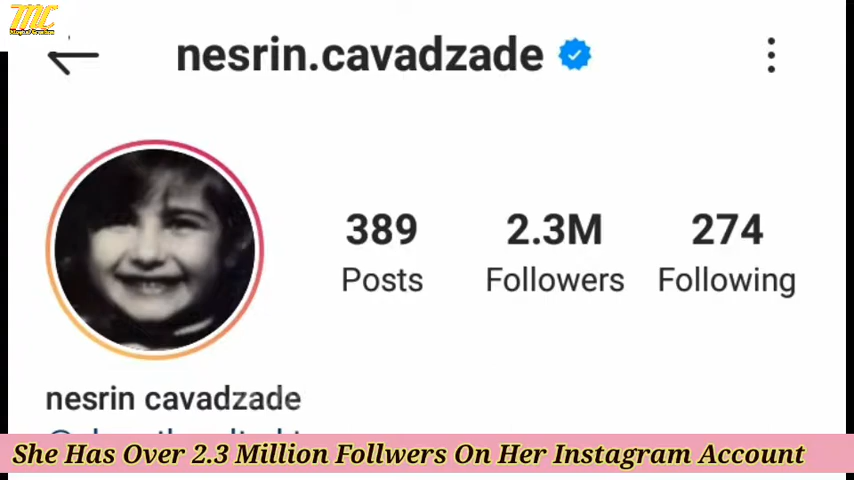 MC
nesrin.cavadzade
389 2.3M 274
Posts Followers Following
nesrin cavadzade
She Has Over 2.3 Million Follwers On Her Instagram Account